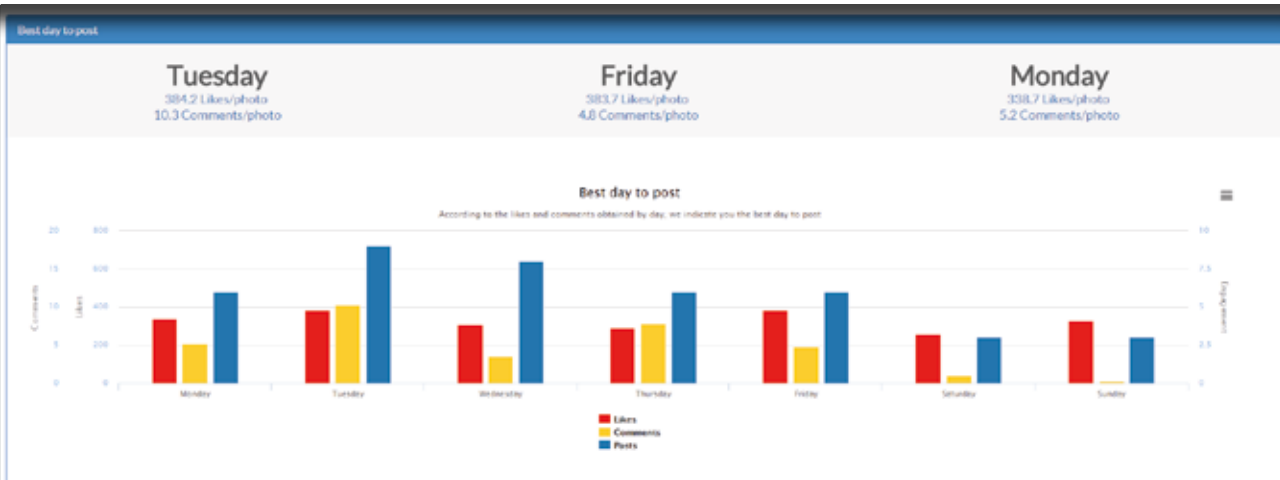 Best day to post
Tuesday
384.2 Likes/photo
10.3 Comments/photo
Friday
383.7 Likes/photo
4.8 Comments/photo
Monday
338.7 Likes/photo
5.2 Comments/photo
Best day to post
According to the likes and comments obtained by day, we indicate you the best day to post
20 800 10
15 600 7.5
10 400 5
5 200 2.5
0 0 0
Comments
Likes
Engagement
Monday Tuesday Wednesday Thursday Friday Saturday Sunday
Likes
Comments
Posts